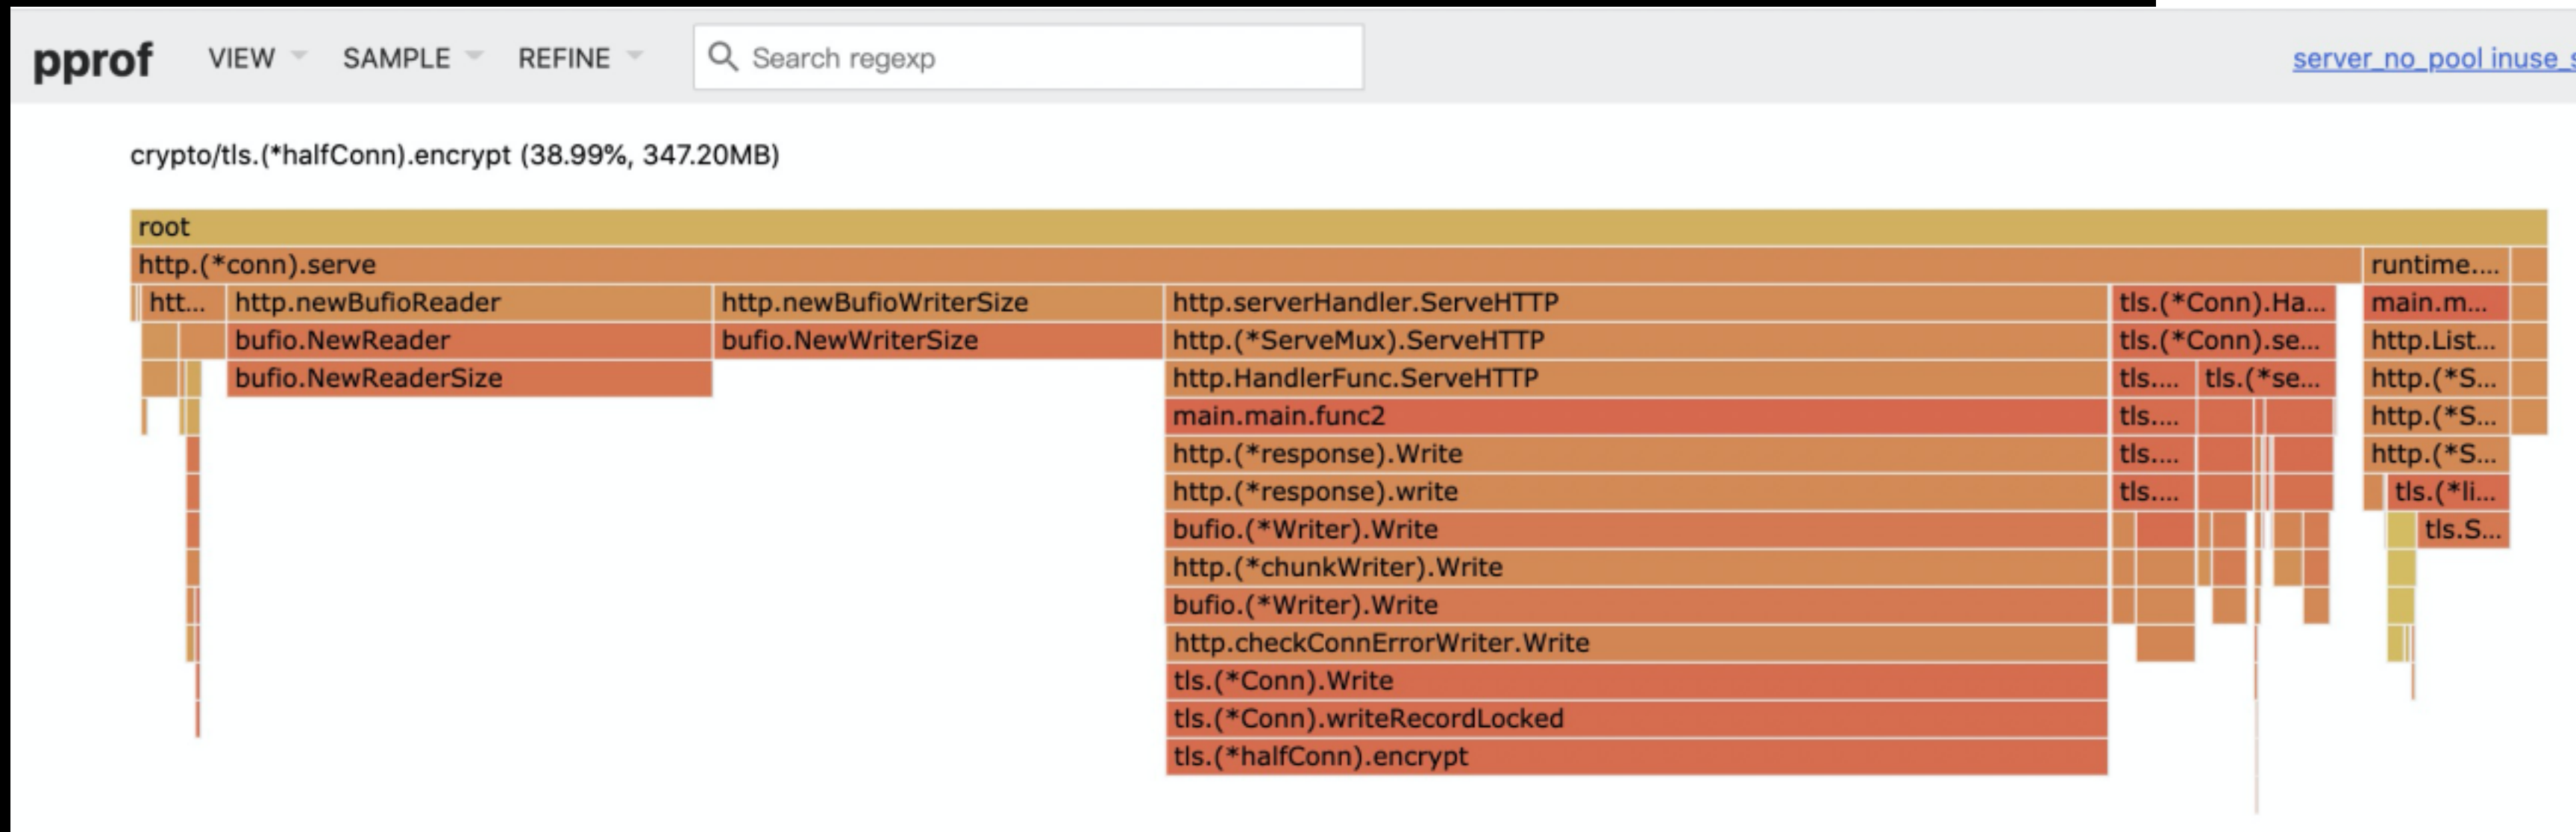 pprof VIEW SAMPLE REFINE Search regexp server_no_pool inuse_s
crypto/tls.(*halfConn).encrypt (38.99%, 347.20MB)
root
http.(*conn).serve runtime....
htt... http.newBufioReader http.newBufioWriterSize http.serverHandler.ServeHTTP tls.(*Conn).Ha... main.m...
bufio.NewReader bufio.NewWriterSize http.(*ServeMux).ServeHTTP tls.(*Conn).se... http.List...
bufio.NewReaderSize http.HandlerFunc.ServeHTTP tls.... tls.(*se... http.(*S...
main.main.func2 tls.... http.(*S...
http.(*response).Write tls.... http.(*S...
http.(*response).write tls.... tls.(*li...
bufio.(*Writer).Write tls.S...
http.(*chunkWriter).Write
bufio.(*Writer).Write
http.checkConnErrorWriter.Write
tls.(*Conn).Write
tls.(*Conn).writeRecordLocked
tls.(*halfConn).encrypt